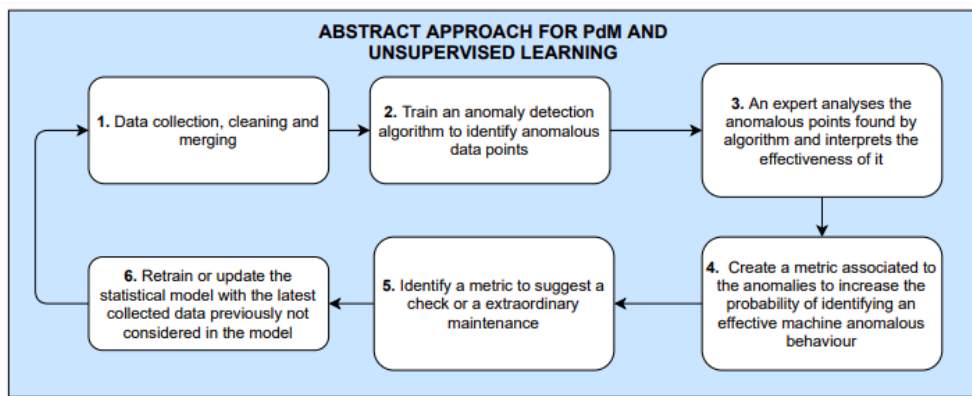 ABSTRACT APPROACH FOR PdM AND
UNSUPERVISED LEARNING
1. Data collection, cleaning and
merging
2. Train an anomaly detection
algorithm to identify anomalous
data points
3. An expert analyses the
anomalous points found by
algorithm and interprets the
effectiveness of it
4. Create a metric associated to
the anomalies to increase the
probability of identifying an
effective machine anomalous
behaviour
5. Identify a metric to suggest a
check or a extraordinary
maintenance
6. Retrain or update the
statistical model with the latest
collected data previously not
considered in the model